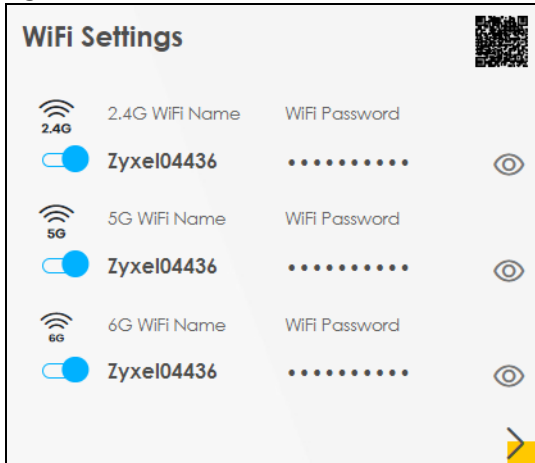 WiFi Settings
2.4G 2.4G WiFi Name WiFi Password
Zyxel04436 ••••••••••
5G 5G WiFi Name WiFi Password
Zyxel04436 ••••••••••
6G 6G WiFi Name WiFi Password
Zyxel04436 ••••••••••